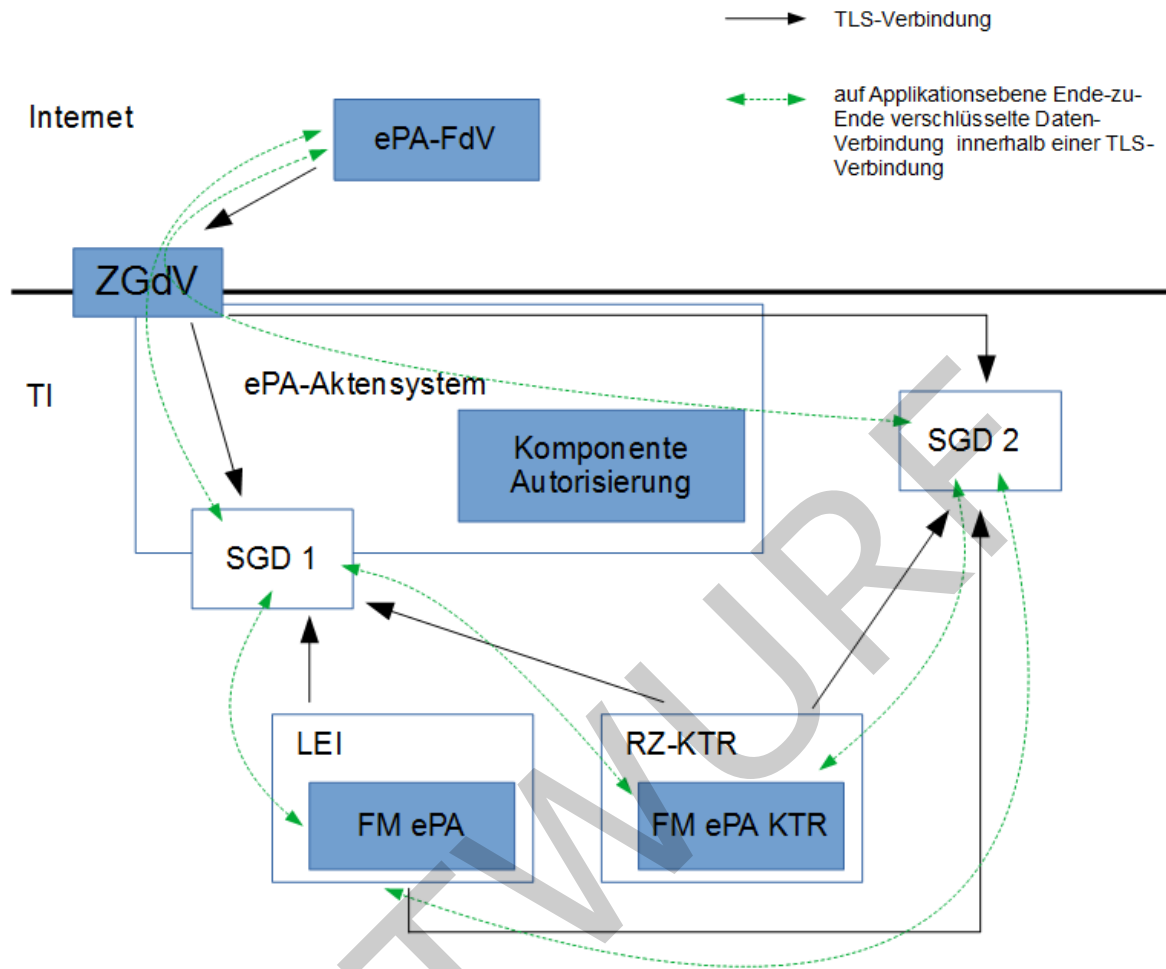 TLS-Verbindung
auf Applikationsebene Ende-zu-
Ende verschlüsselte Daten-
Verbindung innerhalb einer TLS-
Verbindung
Internet
ePA-FdV
ZGdV
TI
ePA-Aktensystem
Komponente
Autorisierung
SGD 2
SGD 1
LEI
FM ePA
RZ-KTR
FM ePA KTR
TWURF